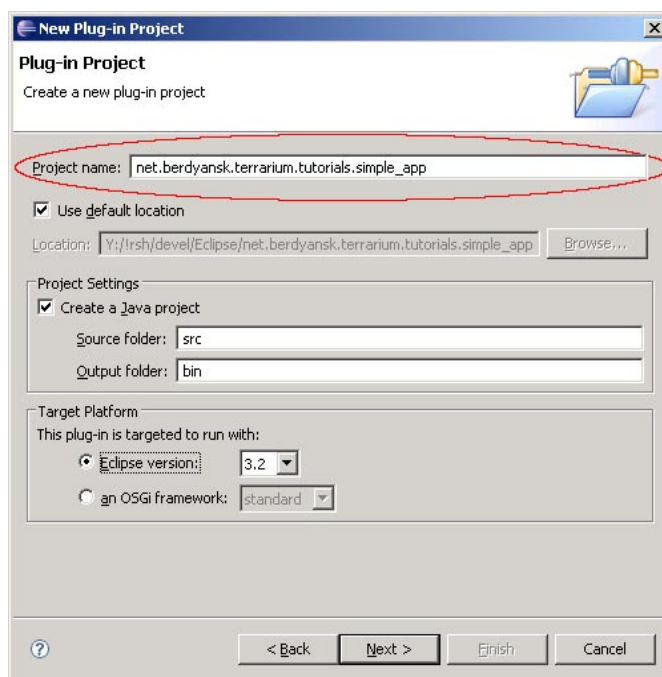 New Plug-in Project
Plug-in Project
Create a new plug-in project
Project name: net.berdyansk.terrarium.tutorials.simple_app
Use default location
Location: Y:/!rsh/devel/Eclipse/net.berdyansk.terrarium.tutorials.simple_app Browse...
Project Settings
Create a Java project
Source folder: src
Output folder: bin
Target Platform
This plug-in is targeted to run with:
Eclipse version: 3.2
an OSGi framework: standard
? < Back Next > Finish Cancel